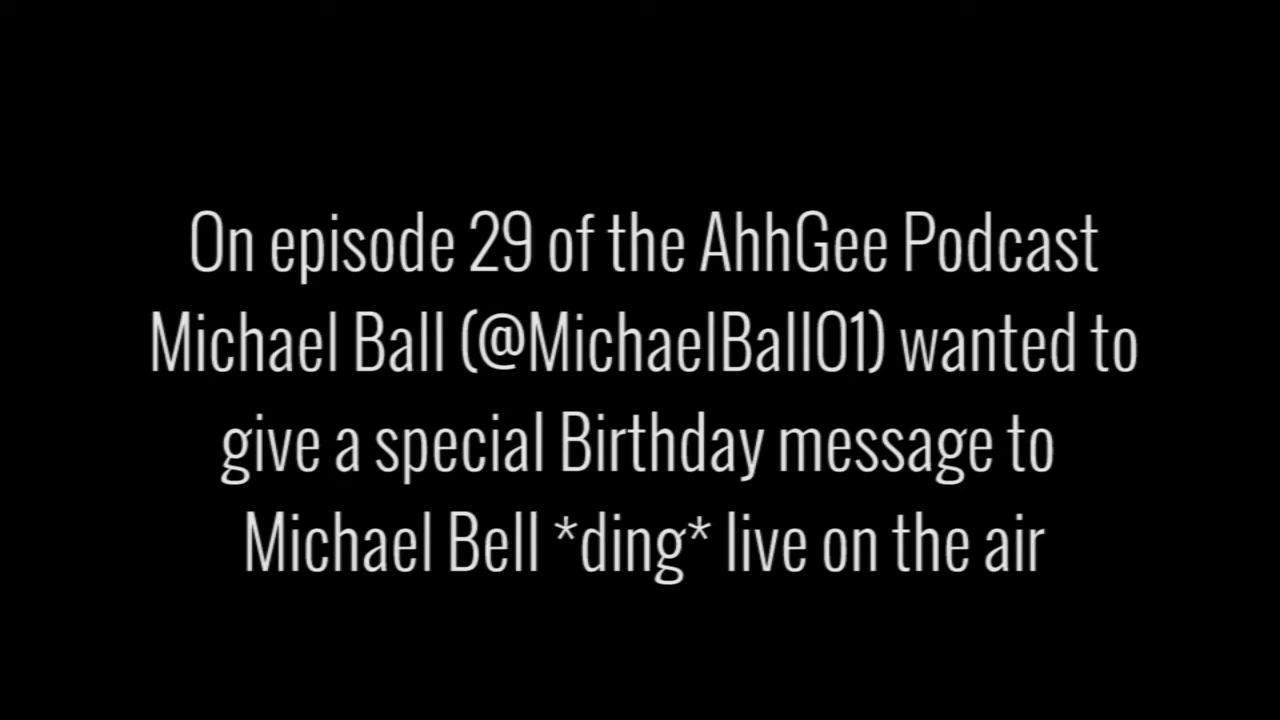 On episode 29 of the AhhGee Podcast
Michael Ball (@MichaelBall01) wanted to
give a special Birthday message to
Michael Bell *ding* live on the air